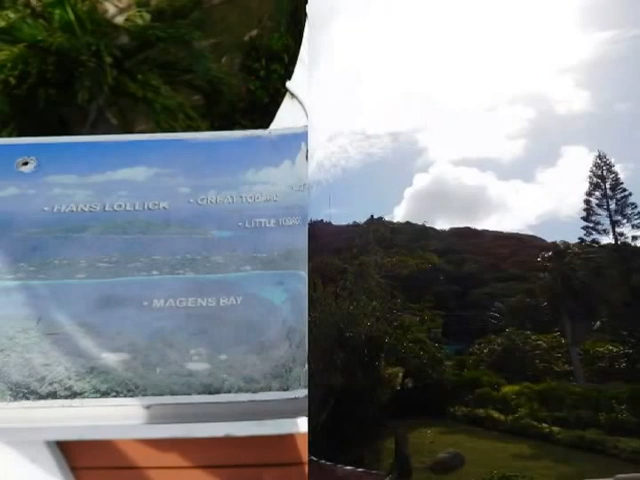 - HANS LOLLICK
- GREAT TOBAGO
- LITTLE TOBAGO
- MAGENS BAY